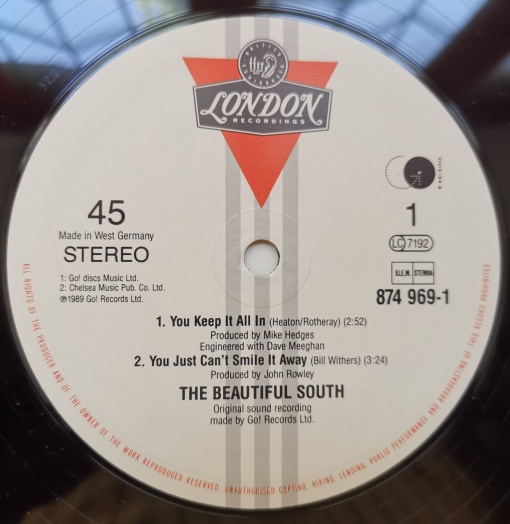 LONDON
RECORDINGS
45
Made in West Germany
STEREO
1: Go! discs Music Ltd.
2: Chelsea Music Pub. Co. Ltd.
℗1989 Go! Records Ltd.
1
LC 7192
STEMRA
874 969-1
1. You Keep It All In (Heaton/Rotheray) (2:52)
Produced by Mike Hedges
Engineered with Dave Meeghan
2. You Just Can't Smile It Away (Bill Withers) (3:24)
Produced by John Rowley
THE BEAUTIFUL SOUTH
Original sound recording
made by Go! Records Ltd.
ALL RIGHTS OF THE PRODUCER AND OF THE OWNER OF THE WORK REPRODUCED RESERVED. UNAUTHORISED COPYING, HIRING, LENDING, PUBLIC PERFORMANCE AND BROADCASTING OF THIS RECORD PROHIBITED